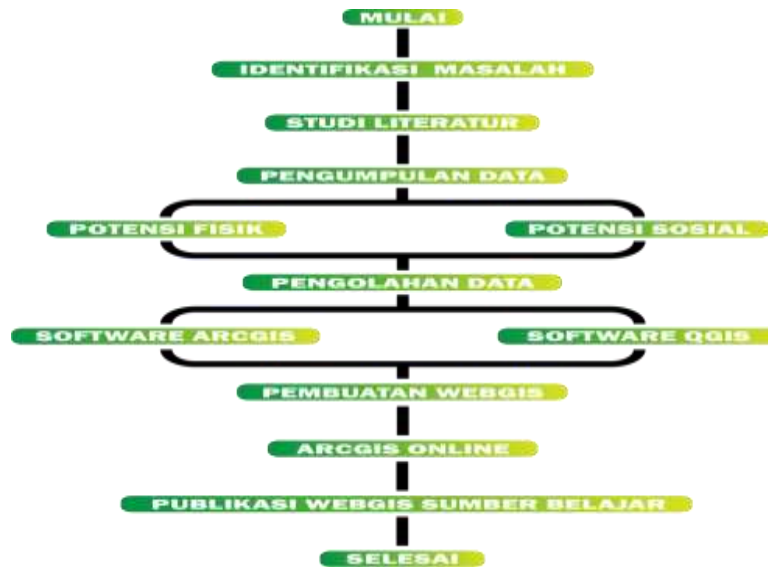 MULAI
IDENTIFIKASI MASALAH
STUDI LITERATUR
PENGUMPULAN DATA
POTENSI FISIK
POTENSI SOSIAL
PENGOLAHAN DATA
SOFTWARE ARCGIS
SOFTWARE QGIS
PEMBUATAN WEBGIS
ARCGIS ONLINE
PUBLIKASI WEBGIS SUMBER BELAJAR
SELESAI